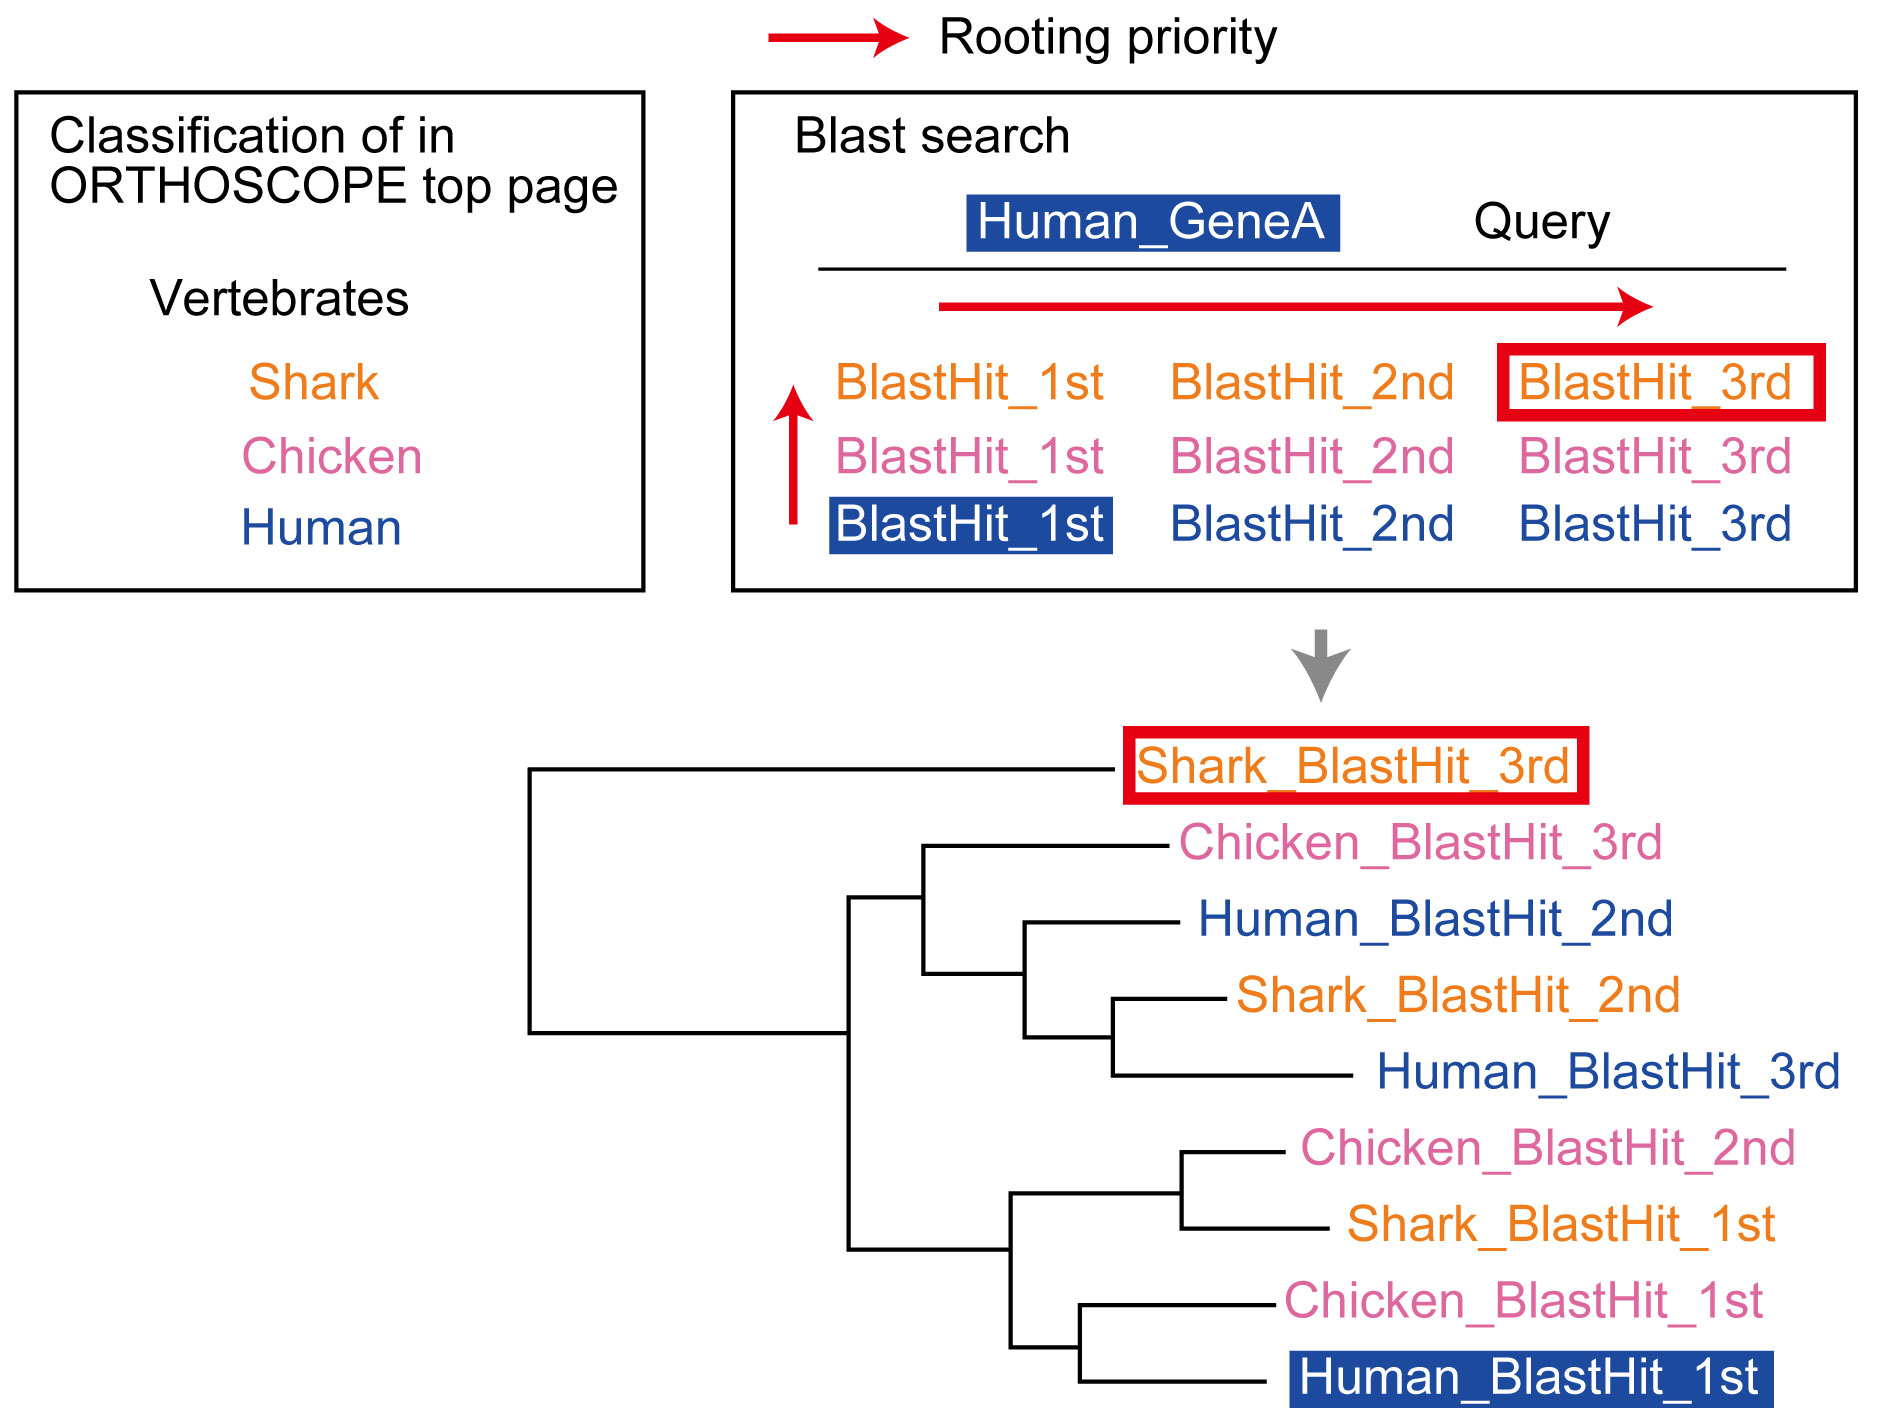 Rooting priority
Classification of in
ORTHOSCOPE top page
Vertebrates
Shark
Chicken
Human
Blast search
Human_GeneA Query
BlastHit_1st BlastHit_2nd BlastHit_3rd
BlastHit_1st BlastHit_2nd BlastHit_3rd
BlastHit_1st BlastHit_2nd BlastHit_3rd
Shark_BlastHit_3rd
Chicken_BlastHit_3rd
Human_BlastHit_2nd
Shark_BlastHit_2nd
Human_BlastHit_3rd
Chicken_BlastHit_2nd
Shark_BlastHit_1st
Chicken_BlastHit_1st
Human_BlastHit_1st